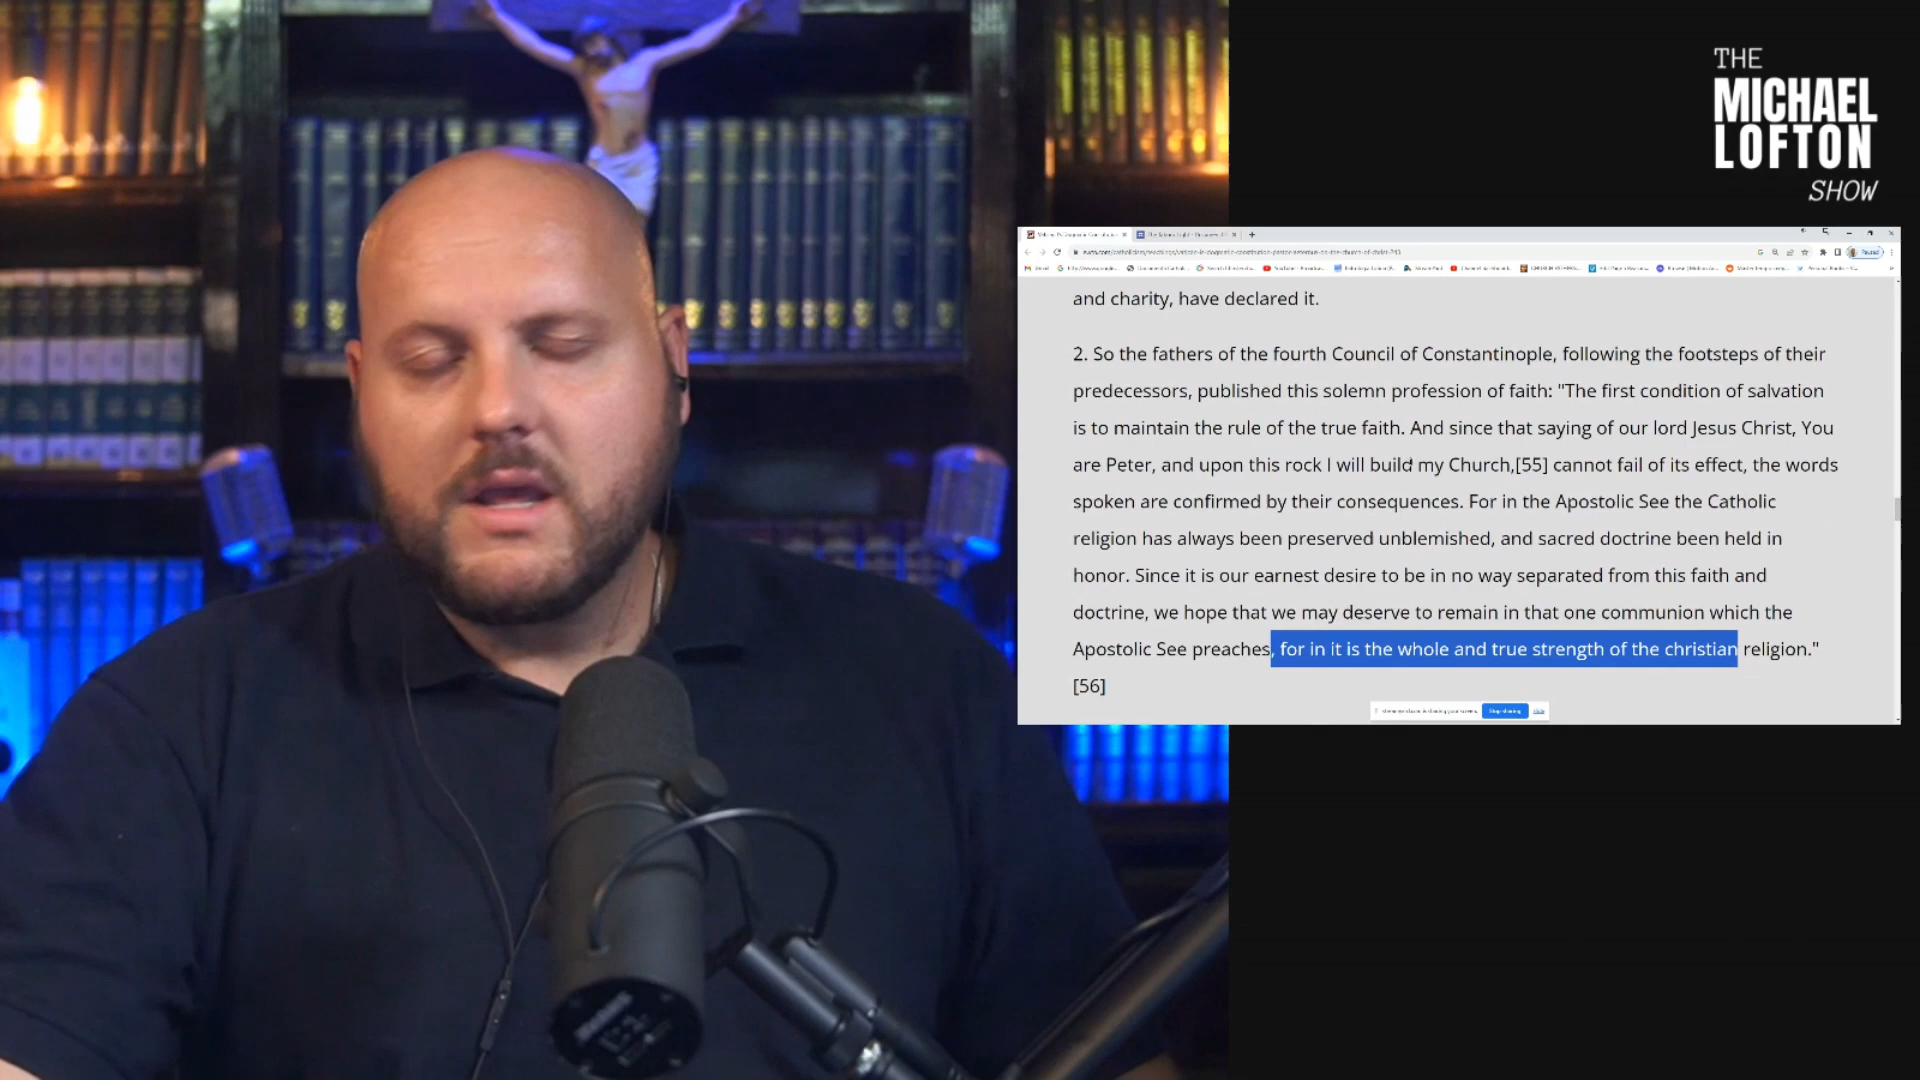 THE
MICHAEL
LOFTON
SHOW
and charity, have declared it.
2. So the fathers of the fourth Council of Constantinople, following the footsteps of their
predecessors, published this solemn profession of faith: "The first condition of salvation
is to maintain the rule of the true faith. And since that saying of our lord Jesus Christ, You
are Peter, and upon this rock I will build my Church,[55] cannot fail of its effect, the words
spoken are confirmed by their consequences. For in the Apostolic See the Catholic
religion has always been preserved unblemished, and sacred doctrine been held in
honor. Since it is our earnest desire to be in no way separated from this faith and
doctrine, we hope that we may deserve to remain in that one communion which the
Apostolic See preaches, for in it is the whole and true strength of the christian religion."
[56]
Stop sharing